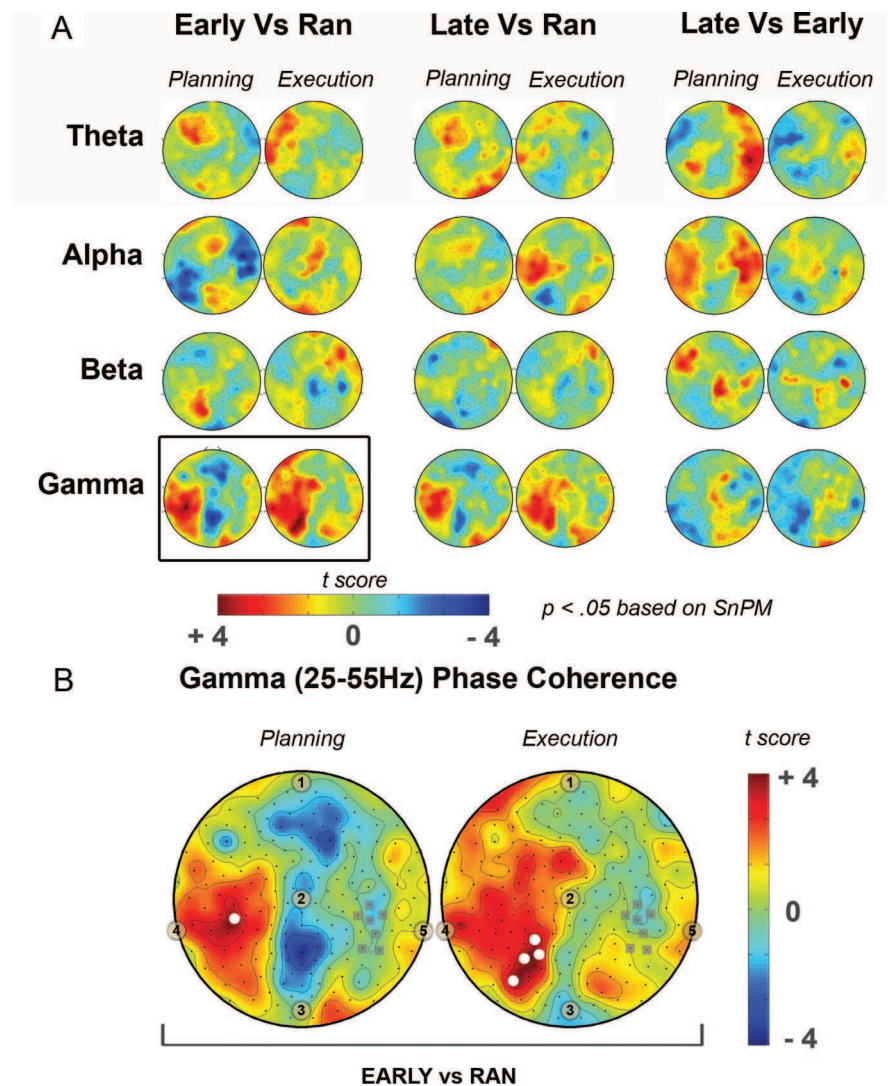 A
Early Vs Ran Late Vs Ran Late Vs Early
Planning Execution Planning Execution Planning Execution
Theta
Alpha
Beta
Gamma
t score
+ 4 0 - 4
p < .05 based on SnPM
B
Gamma (25-55Hz) Phase Coherence
Planning Execution t score
+ 4
0
- 4
1 1
2 2
4 5 4 5
3 3
EARLY vs RAN